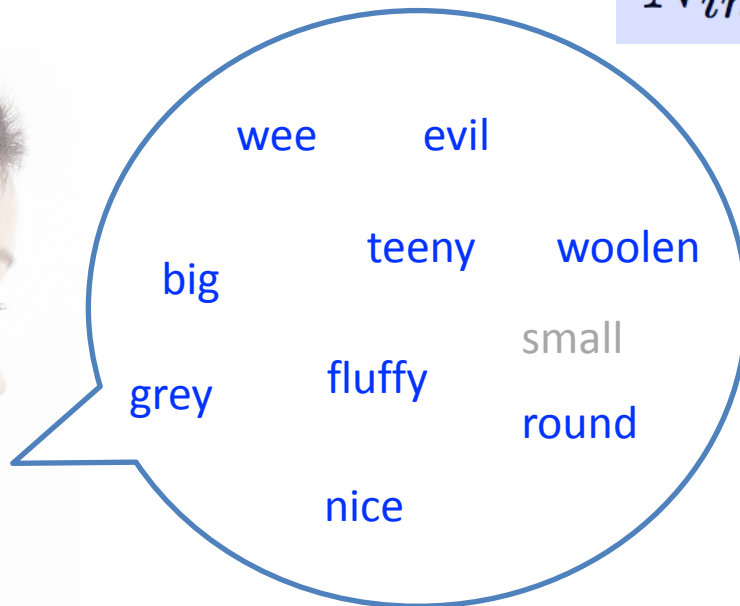 wee evil
teeny woolen
big
small
fluffy
grey
round
nice